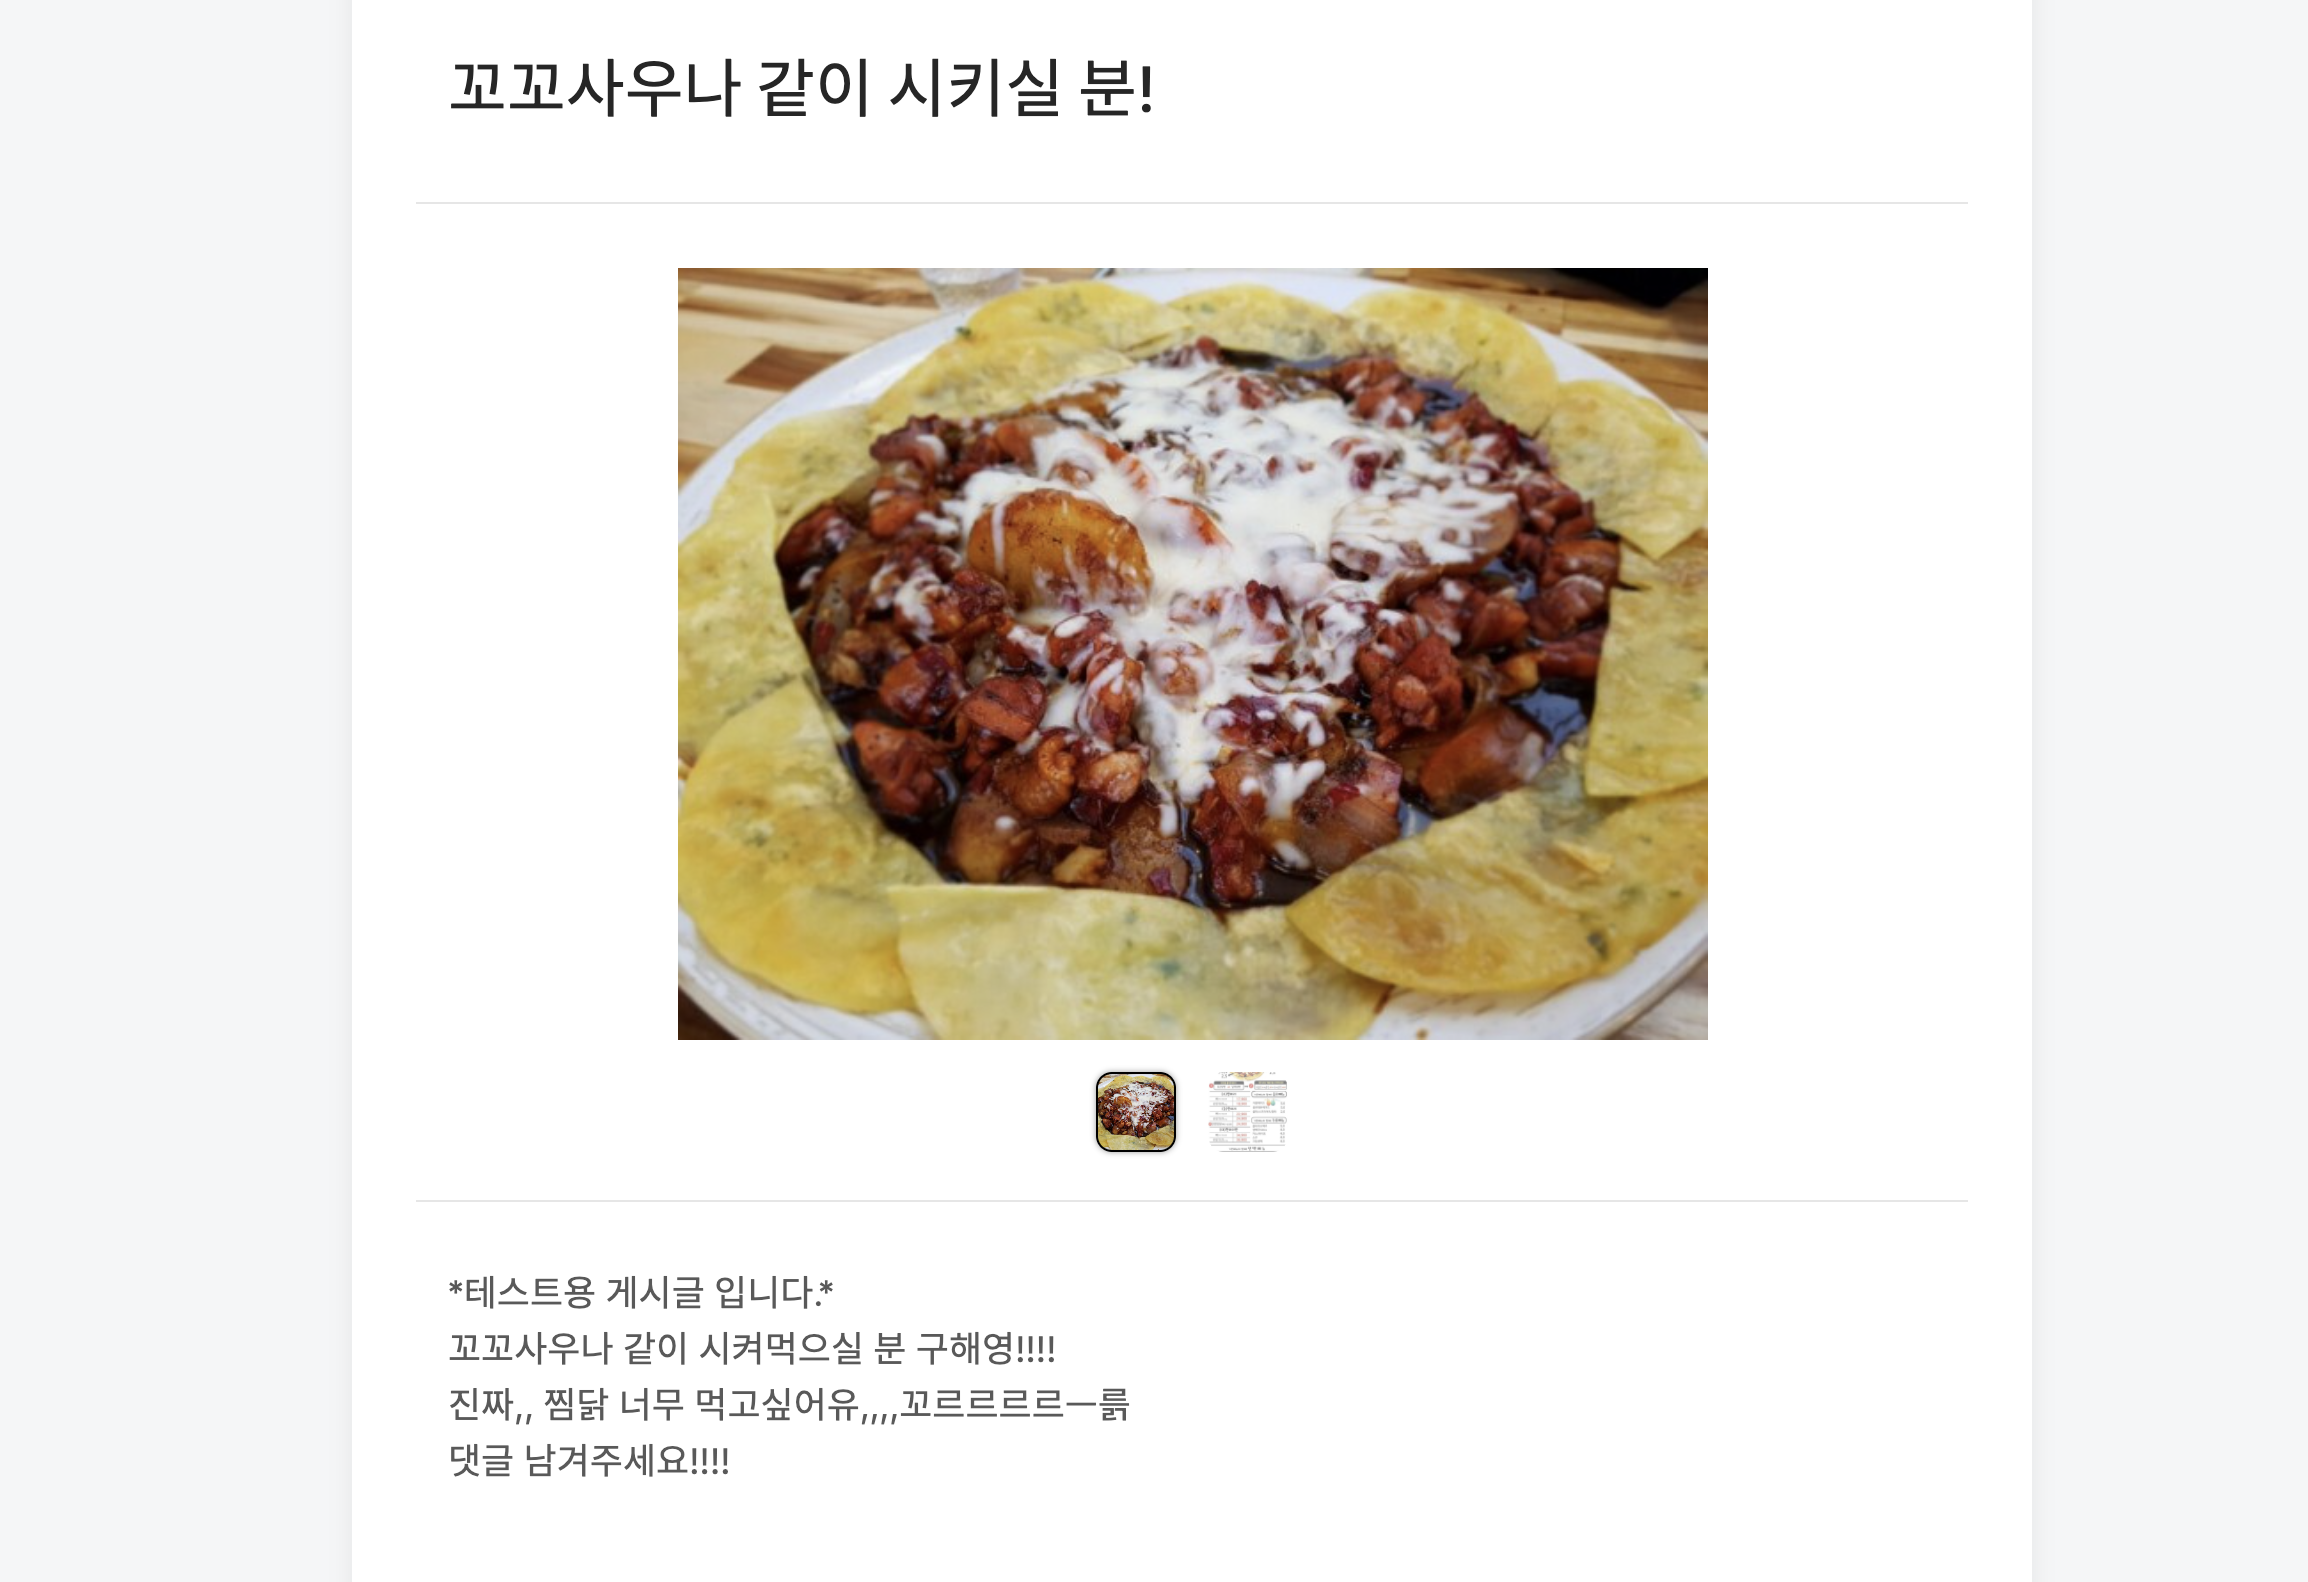 꼬꼬사우나 같이 시키실 분!
*테스트용 게시글 입니다.*
꼬꼬사우나 같이 시켜먹으실 분 구해영!!!!
진짜,, 찜닭 너무 먹고싶어유,,,,꼬르르르르ㅡ륽
댓글 남겨주세요!!!!